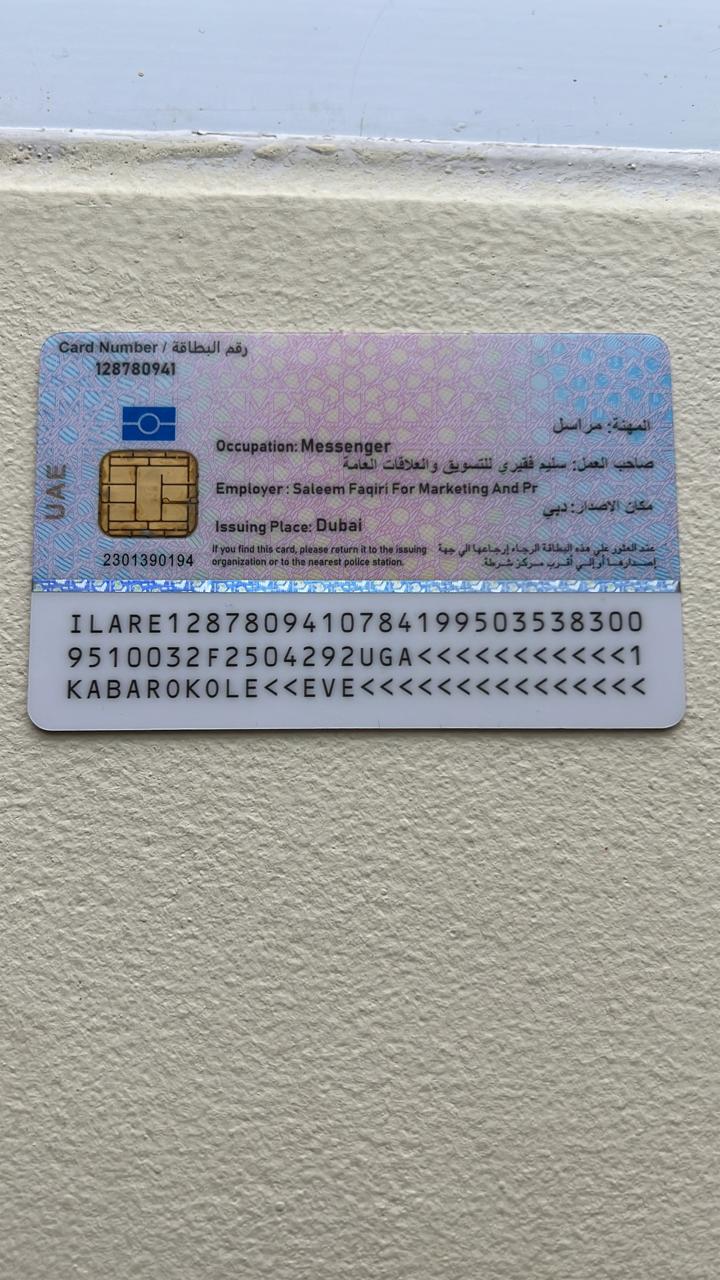 Card Number / رقم البطاقة
128780941
UAE
المهنة: مراسل
Occupation: Messenger
صاحب العمل: سليم فقيري للتسويق والعلاقات العامة
Employer : Saleem Faqiri For Marketing And Pr
مكان الاصدار: دبي
Issuing Place: Dubai
If you find this card, please return it to the issuing
organization or to the nearest police station.
عند العثور علي هذه البطاقة الرجاء إرجاعها الي جهة
إصدارها أو إلي أقرب مركز شرطة.
2301390194
ILARE1287809410784199503538300
9510032F2504292UGA<<<<<<<<<<<1
KABAROKOLE<<EVE<<<<<<<<<<<<<<<